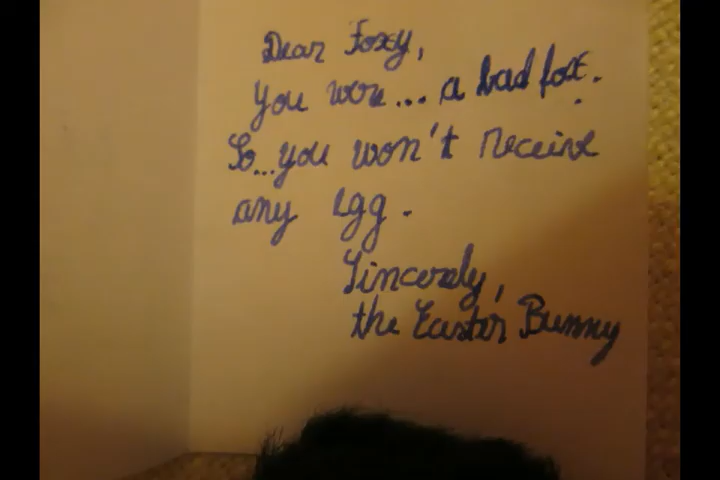 Dear Foxy,
You were... a bad fox.
So...you won't receive
any egg.
Sincerely,
the Easter Bunny